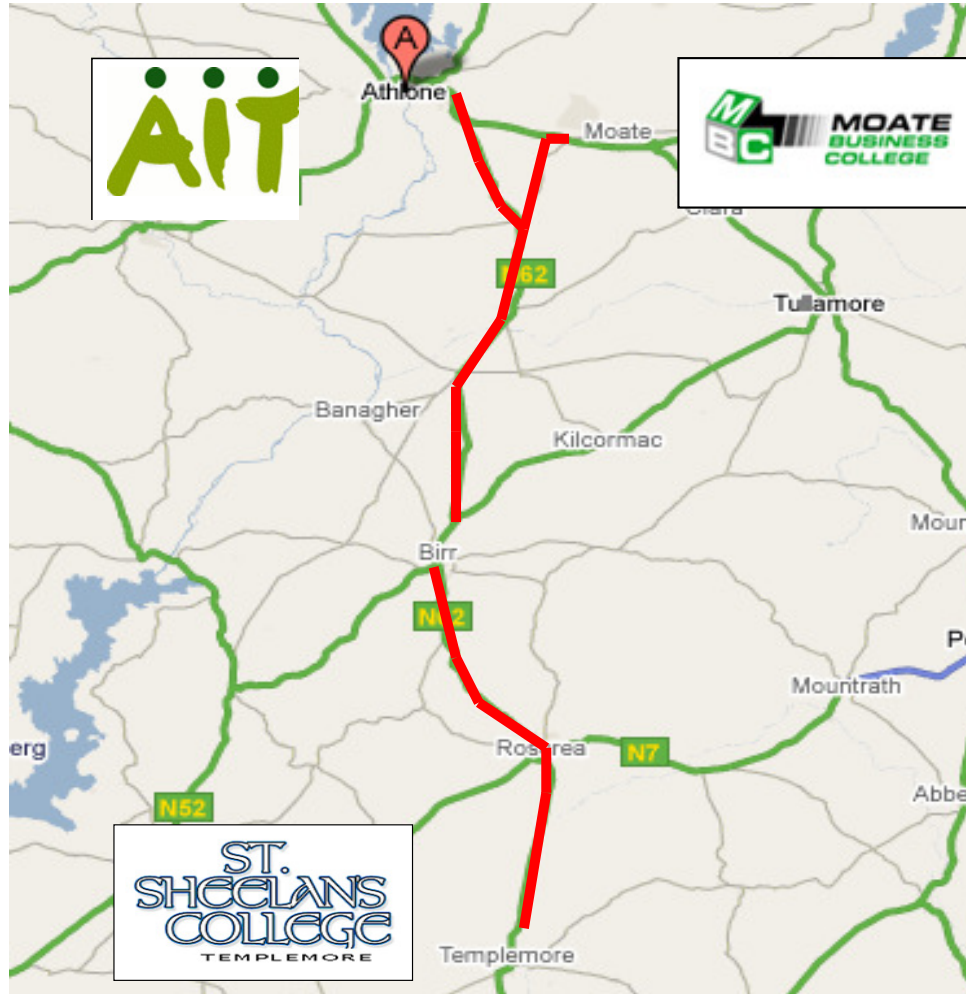 A
Athlone
AIT
Moate
MBC
MOATE
BUSINESS
COLLEGE
Clara
N62
Tullamore
Banagher
Kilcormac
Birr
N62
Mountrath
erg
Roscrea
N7
N52
Abbe
ST.
SHEELAN'S
COLLEGE
TEMPLEMORE
Templemore